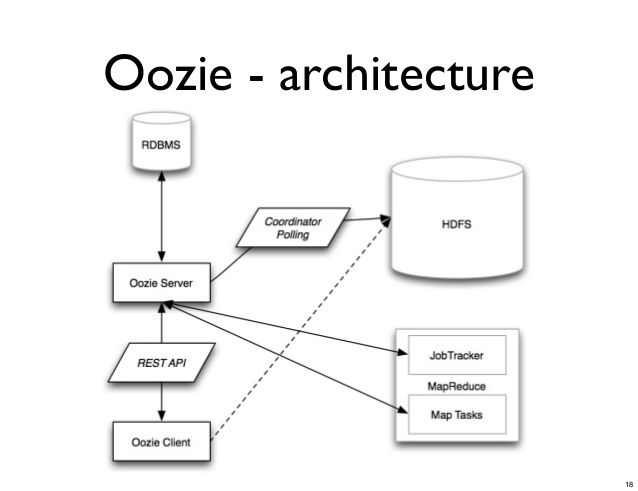 Oozie - architecture
RDBMS
Coordinator
Polling
HDFS
Oozie Server
JobTracker
REST API
MapReduce
Map Tasks
Oozie Client
18